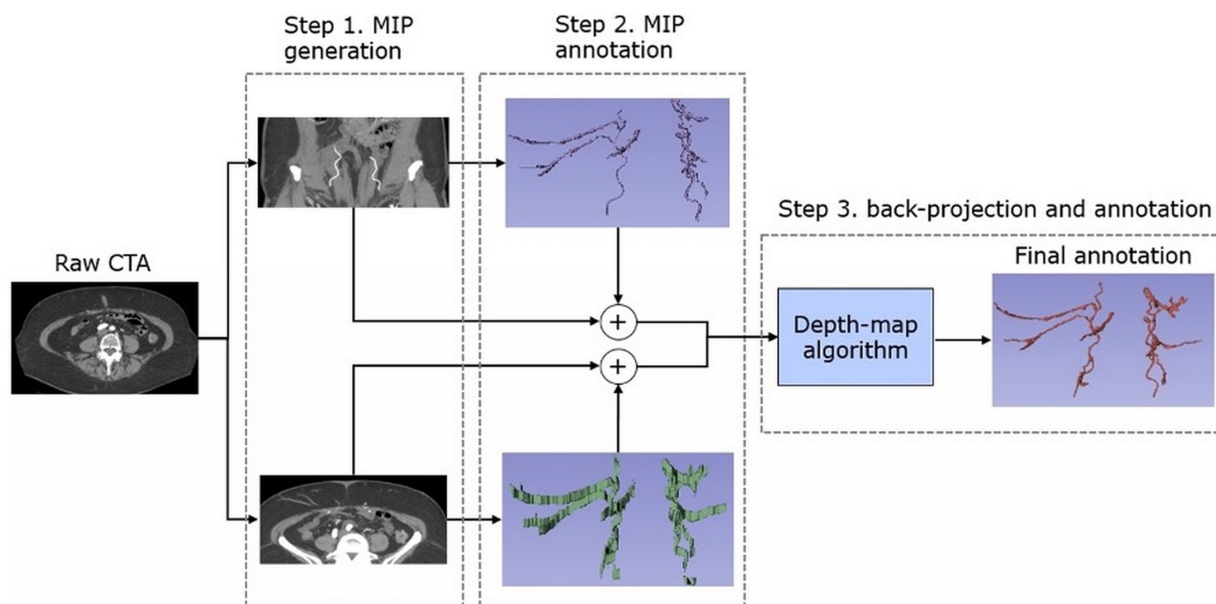 Step 1. MIP
generation
Step 2. MIP
annotation
Step 3. back-projection and annotation
Raw CTA
Final annotation
Depth-map
algorithm